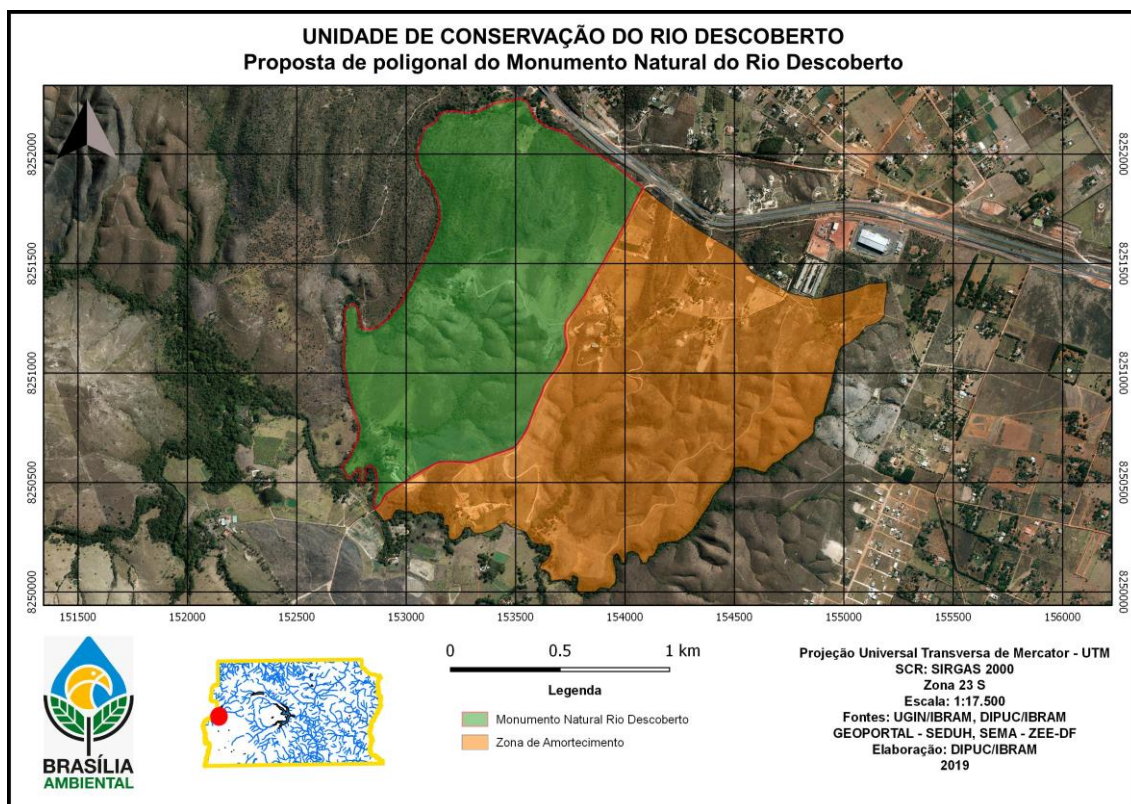 UNIDADE DE CONSERVAÇÃO DO RIO DESCOBERTO
Proposta de poligonal do Monumento Natural do Rio Descoberto
8252000
8251500
8251000
8250500
8250000
8252000
8251500
8251000
8250500
8250000
151500
152000
152500
153000
153500
154000
154500
155000
155500
156000
BRASÍLIA
AMBIENTAL
0
0.5
1 km
Legenda
Monumento Natural Rio Descoberto
Zona de Amortecimento
Projeção Universal Transversa de Mercator - UTM
SCR: SIRGAS 2000
Zona 23 S
Escala: 1:17.500
Fontes: UGIN/IBRAM, DIPUC/IBRAM
GEOPORTAL - SEDUH, SEMA - ZEE-DF
Elaboração: DIPUC/IBRAM
2019